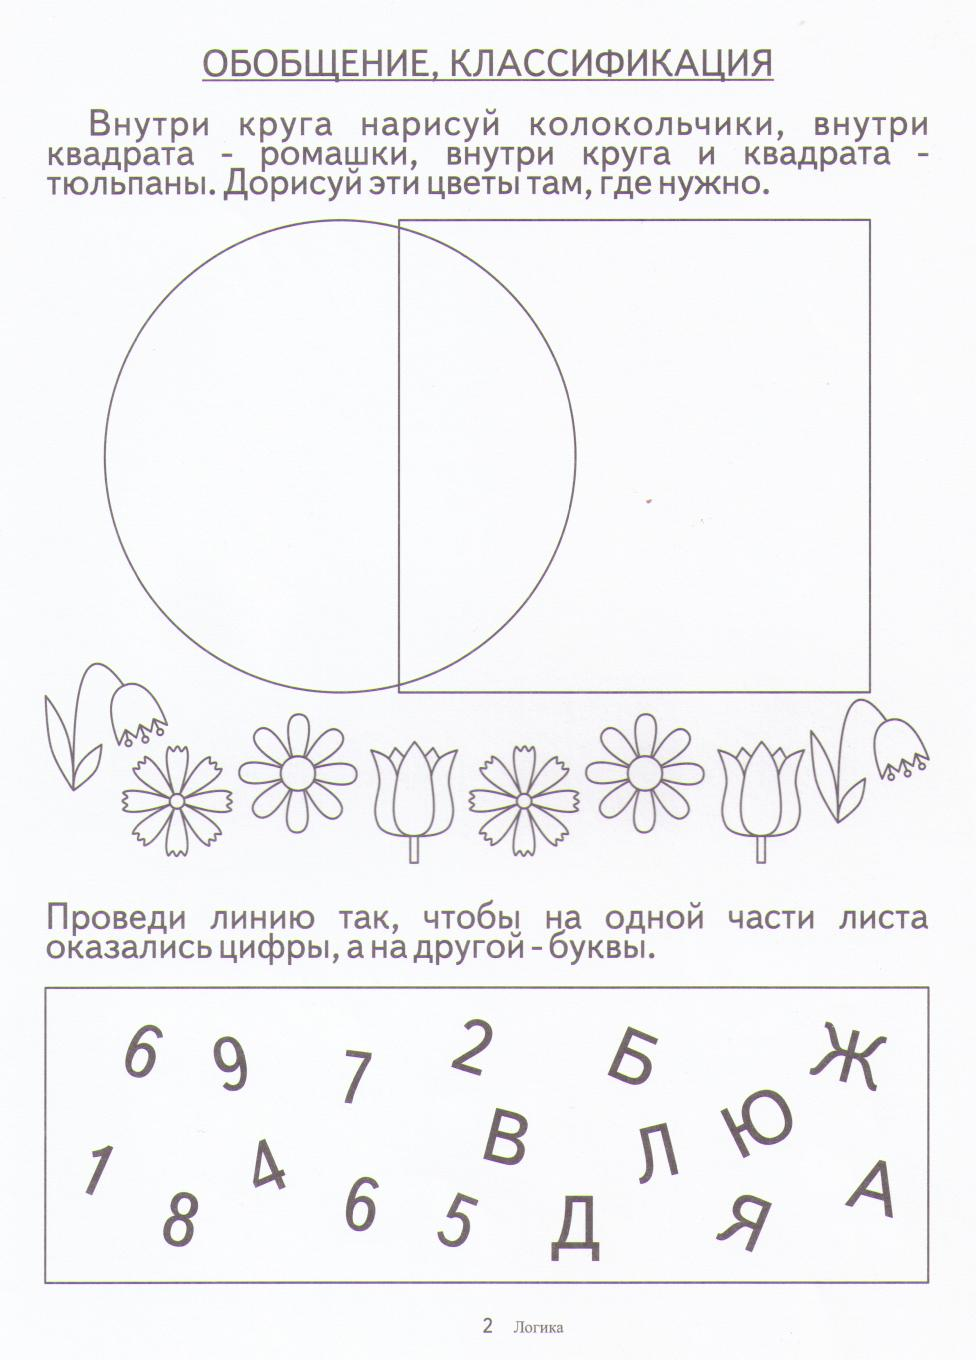 ОБОБЩЕНИЕ, КЛАССИФИКАЦИЯ
Внутри круга нарисуй колокольчики, внутри
квадрата - ромашки, внутри круга и квадрата -
тюльпаны. Дорисуй эти цветы там, где нужно.
Проведи линию так, чтобы на одной части листа
оказались цифры, а на другой - буквы.
6 9 7 2 Б Ж
В Л Ю
1 8 4 6 5 Д Я А
2 Логика